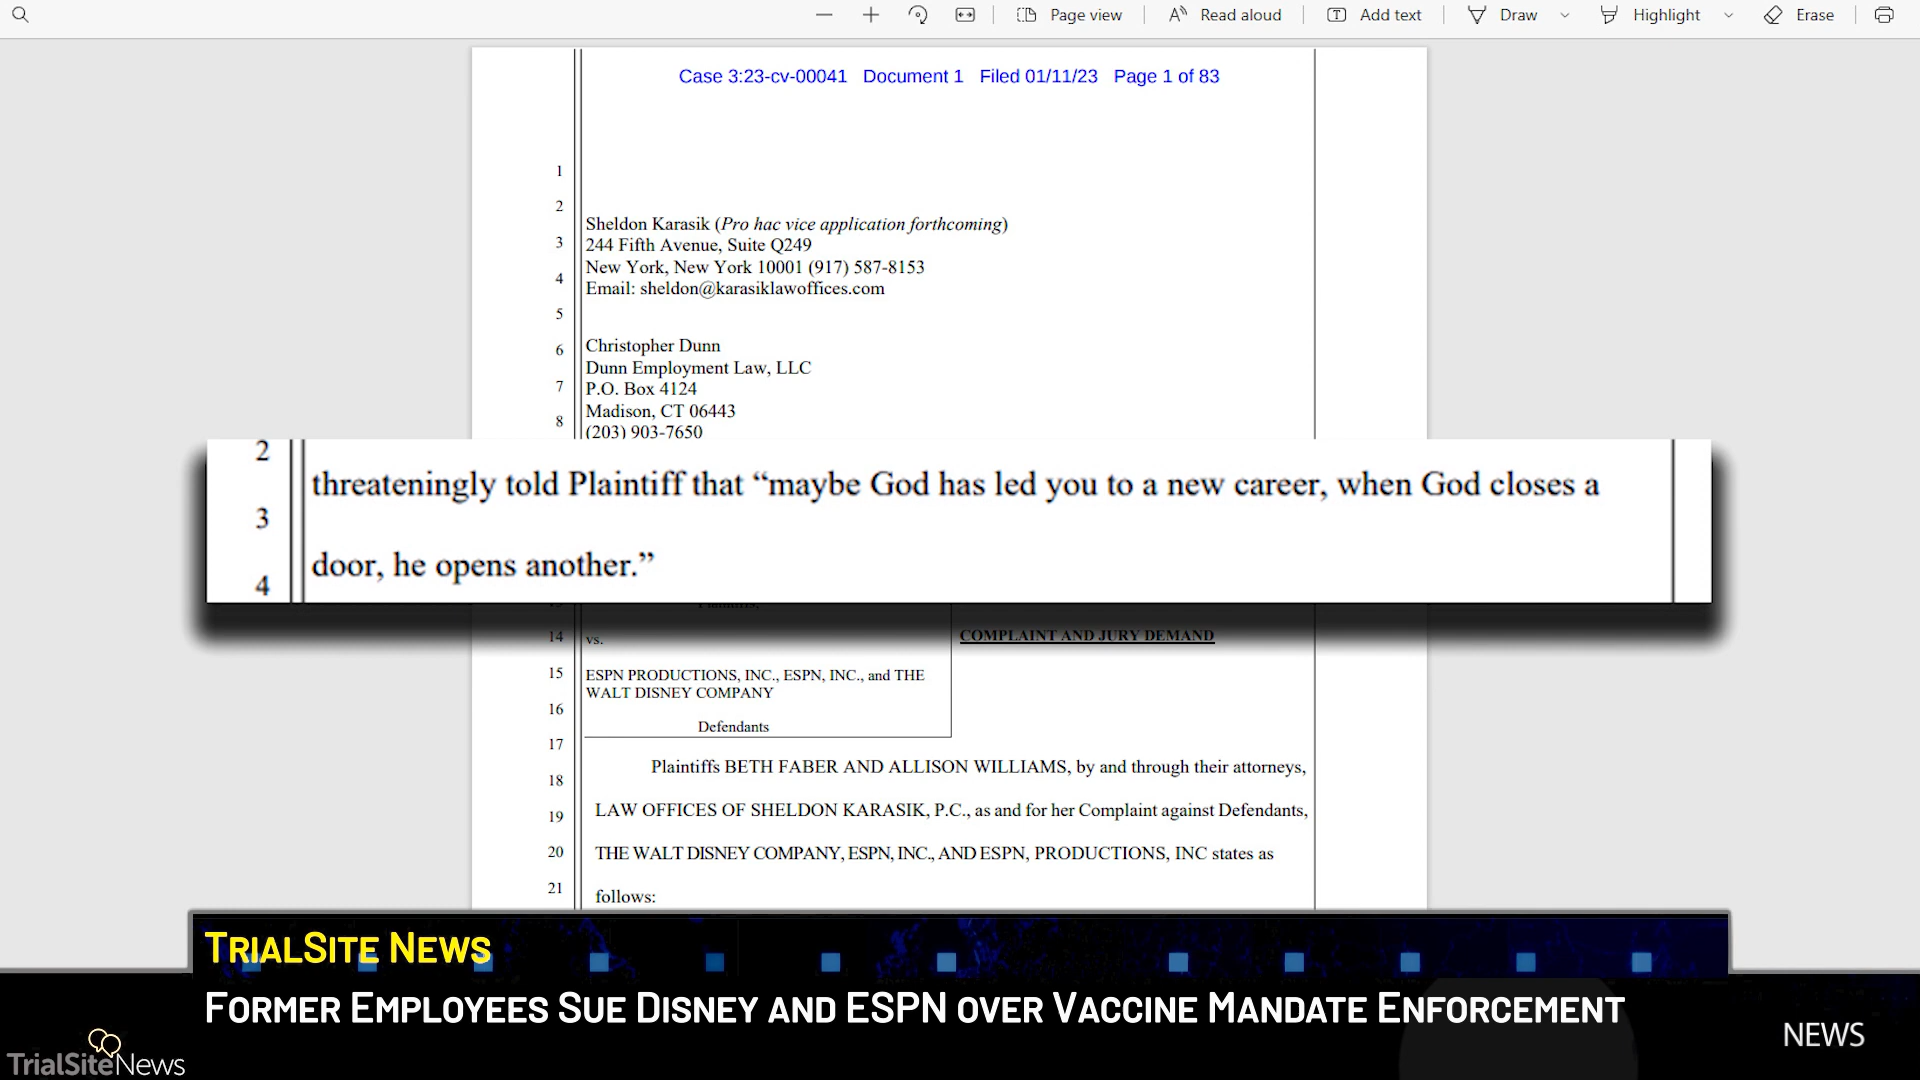 Page view
Read aloud
Add text
Draw
Highlight
Erase
Case 3:23-cv-00041 Document 1 Filed 01/11/23 Page 1 of 83
1
2
Sheldon Karasik (Pro hac vice application forthcoming)
3
244 Fifth Avenue, Suite Q249
New York, New York 10001 (917) 587-8153
4
Email: sheldon@karasiklawoffices.com
5
6
Christopher Dunn
Dunn Employment Law, LLC
7
P.O. Box 4124
Madison, CT 06443
8
(203) 903-7650
2
threateningly told Plaintiff that “maybe God has led you to a new career, when God closes a
3
door, he opens another.”
4
14
vs.
COMPLAINT AND JURY DEMAND
15
ESPN PRODUCTIONS, INC., ESPN, INC., and THE
WALT DISNEY COMPANY
16
Defendants
17
Plaintiffs BETH FABER AND ALLISON WILLIAMS, by and through their attorneys,
18
LAW OFFICES OF SHELDON KARASIK, P.C., as and for her Complaint against Defendants,
19
THE WALT DISNEY COMPANY, ESPN, INC., AND ESPN, PRODUCTIONS, INC states as
20
follows:
21
TRIALSITE NEWS
FORMER EMPLOYEES SUE DISNEY AND ESPN OVER VACCINE MANDATE ENFORCEMENT
NEWS
TrialSiteNews